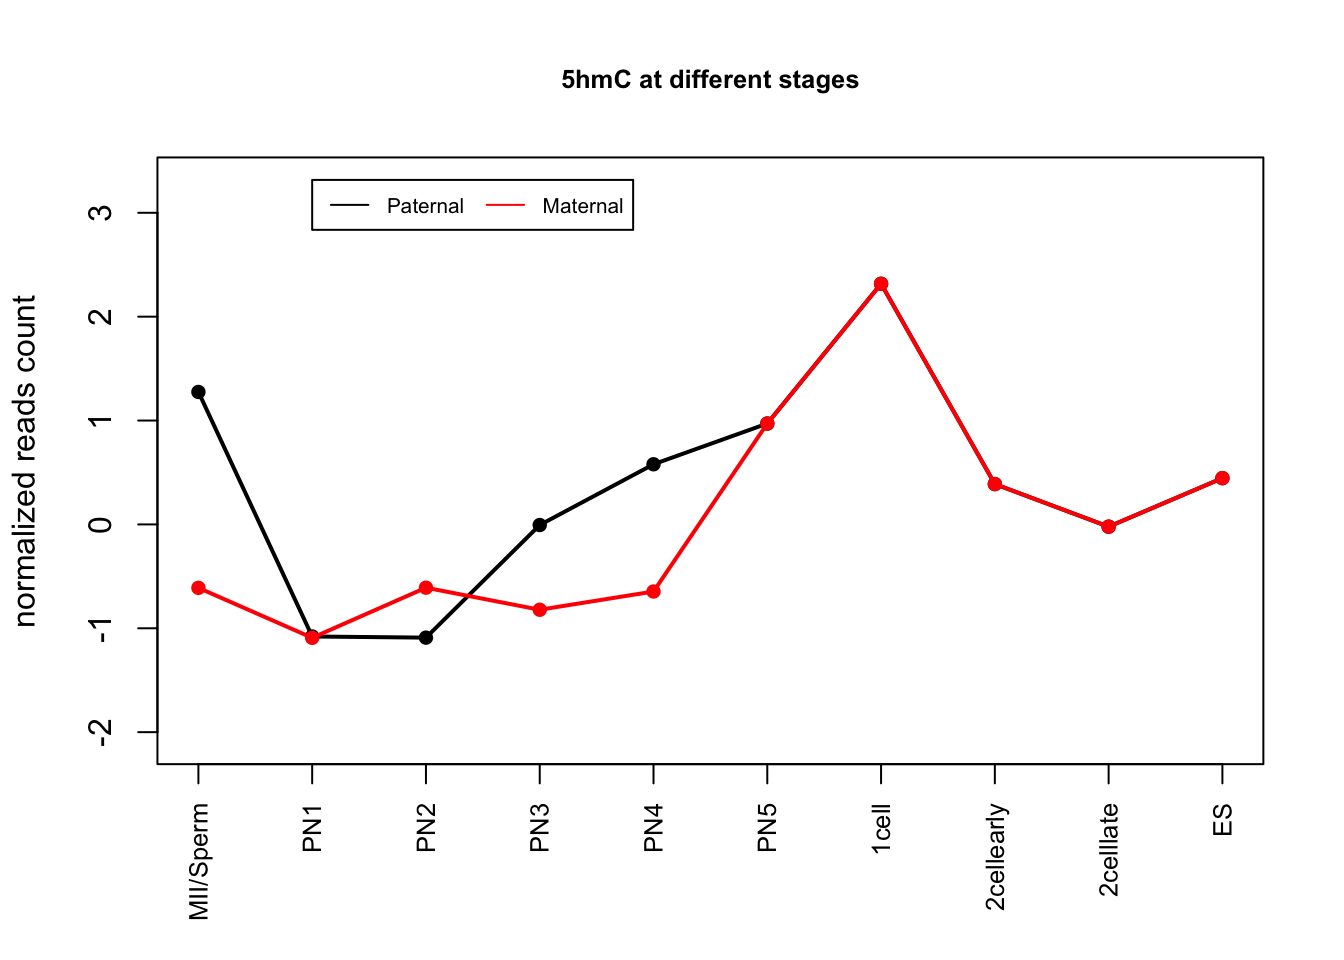 5hmC at different stages
Paternal Maternal
normalized reads count
3
2
1
0
-1
-2
MII/Sperm
PN1
PN2
PN3
PN4
PN5
1cell
2cellearly
2celllate
ES